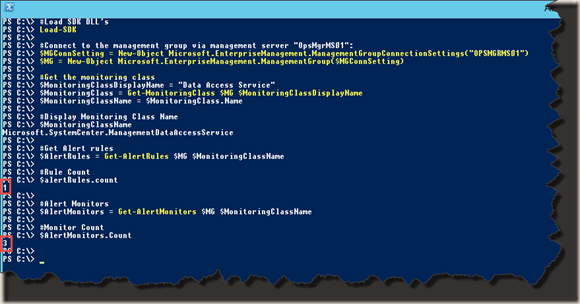 PS C:\> #Load SDK DLL's
PS C:\> Load-SDK
PS C:\>
PS C:\> #Connect to the management group via management server "OpsMgrMS01":
PS C:\> $MGConnSetting = New-Object Microsoft.EnterpriseManagement.ManagementGroupConnectionSettings("OPSMGRMS01")
PS C:\> $MG = New-Object Microsoft.EnterpriseManagement.ManagementGroup($MGConnSetting)
PS C:\>
PS C:\> #Get the monitoring class
PS C:\> $MonitoringClassDisplayName = "Data Access Service"
PS C:\> $MonitoringClass = Get-MonitoringClass $MG $MonitoringClassDisplayName
PS C:\> $MonitoringClassName = $MonitoringClass.Name
PS C:\>
PS C:\> #Display Monitoring Class Name
PS C:\> $MonitoringClassName
Microsoft.SystemCenter.ManagementDataAccessService
PS C:\>
PS C:\> #Get Alert rules
PS C:\> $AlertRules = Get-AlertRules $MG $MonitoringClassName
PS C:\>
PS C:\> #Rule Count
PS C:\> $alertRules.count
1
PS C:\>
PS C:\> #Alert Monitors
PS C:\> $AlertMonitors = Get-AlertMonitors $MG $MonitoringClassName
PS C:\>
PS C:\> #Monitor Count
PS C:\> $AlertMonitors.Count
3
PS C:\>
PS C:\> _